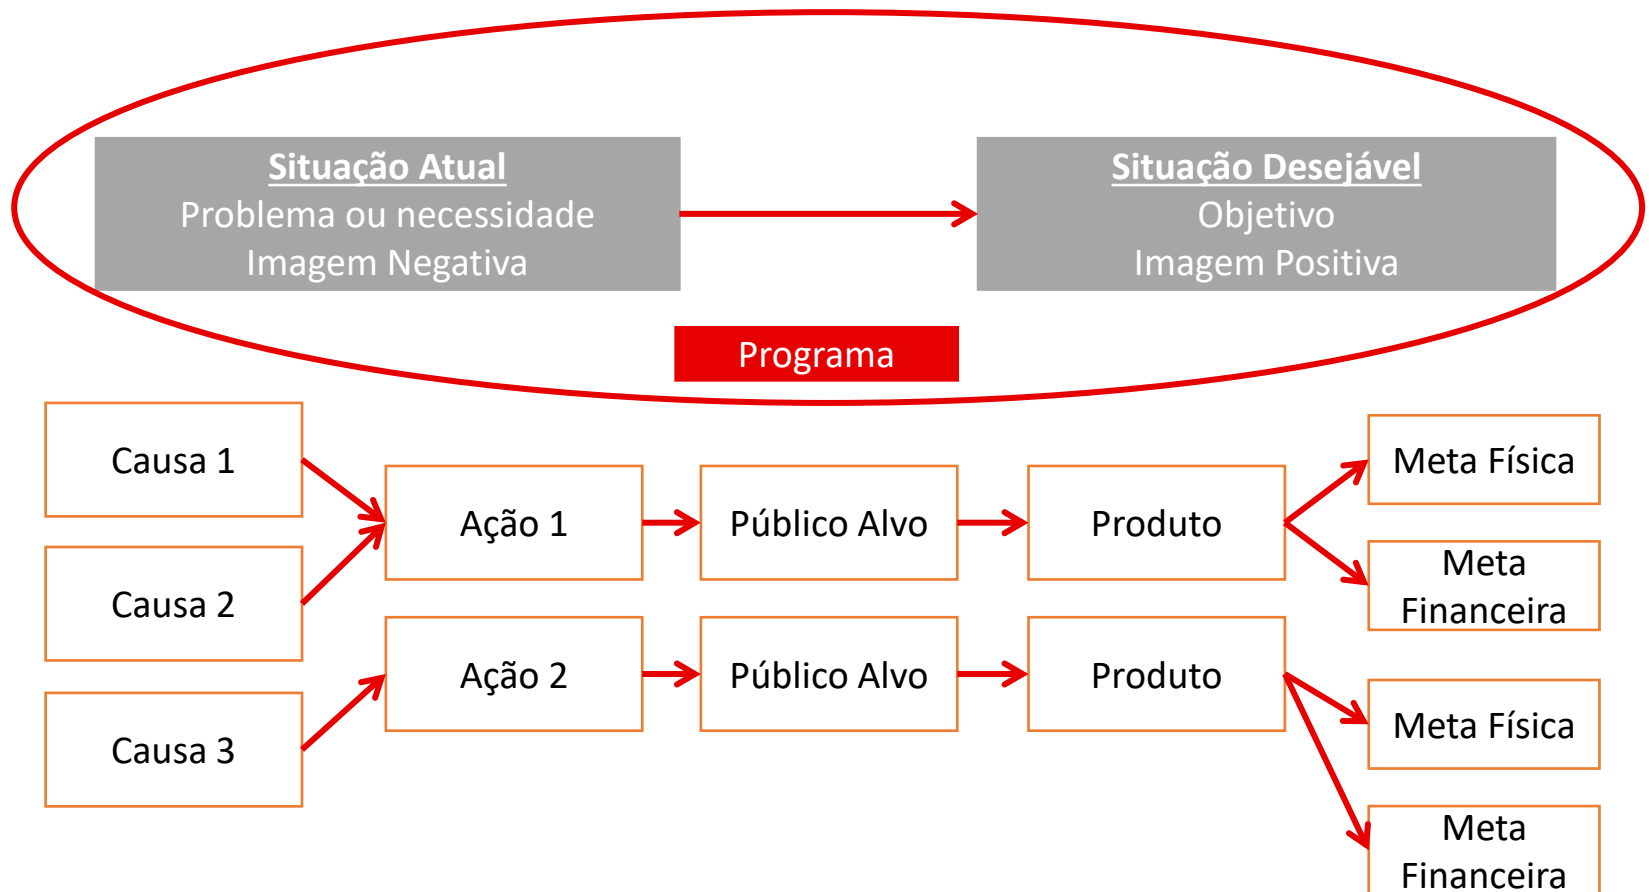 Situação Atual
Problema ou necessidade
Imagem Negativa
Situação Desejável
Objetivo
Imagem Positiva
Programa
Causa 1
Causa 2
Causa 3
Ação 1
Público Alvo
Produto
Meta Física
Meta
Financeira
Ação 2
Público Alvo
Produto
Meta Física
Meta
Financeira